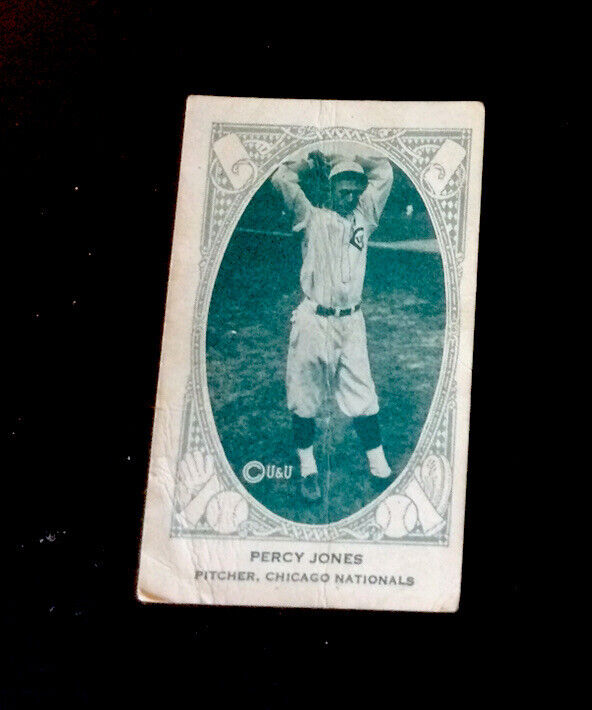 C
© U&U
PERCY JONES
PITCHER, CHICAGO NATIONALS